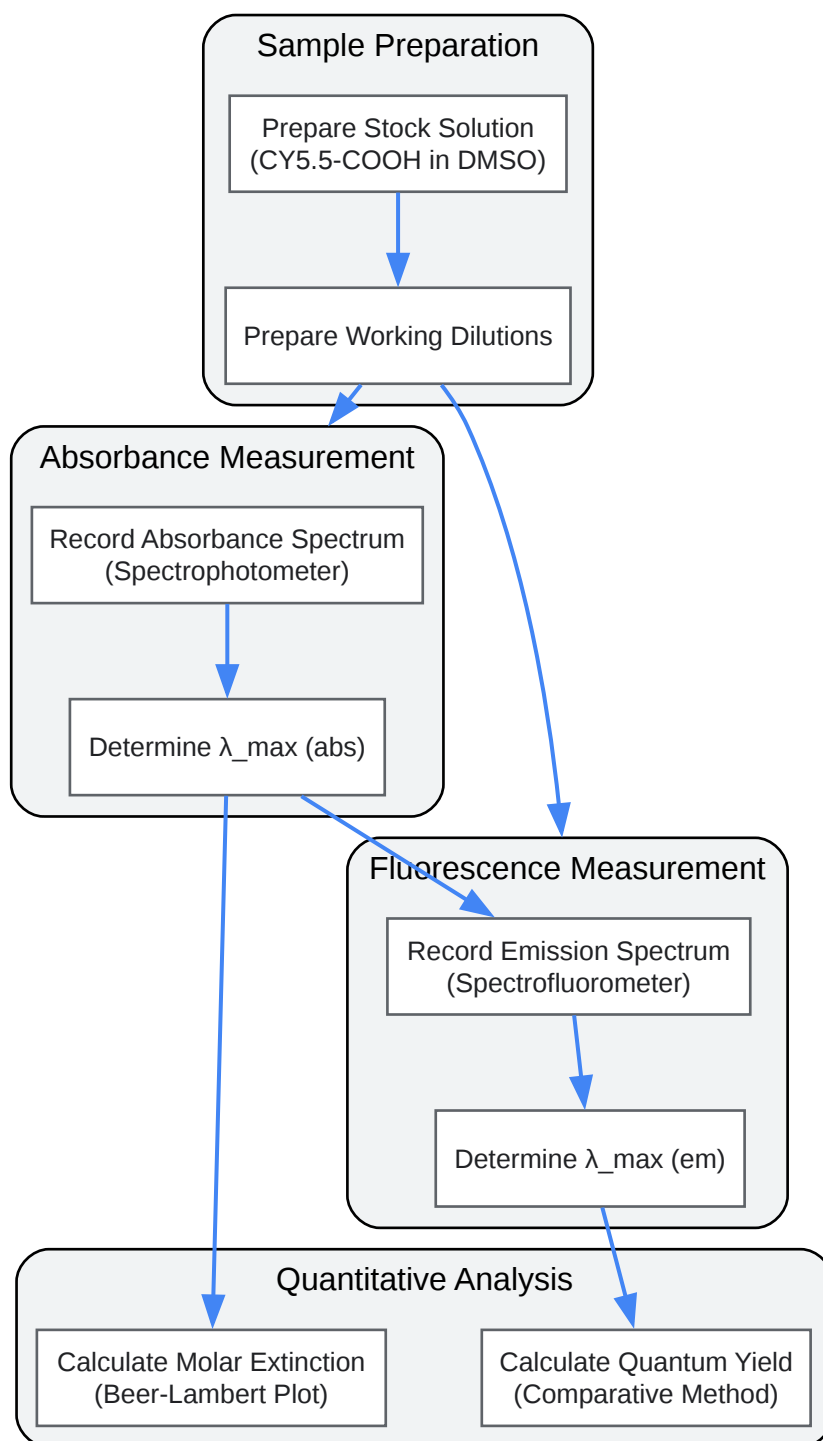 Sample Preparation
Prepare Stock Solution
(CY5.5-COOH in DMSO)
Prepare Working Dilutions
Absorbance Measurement
Record Absorbance Spectrum
(Spectrophotometer)
Determine λ_max (abs)
Fluorescence Measurement
Record Emission Spectrum
(Spectrofluorometer)
Determine λ_max (em)
Quantitative Analysis
Calculate Molar Extinction
(Beer-Lambert Plot)
Calculate Quantum Yield
(Comparative Method)